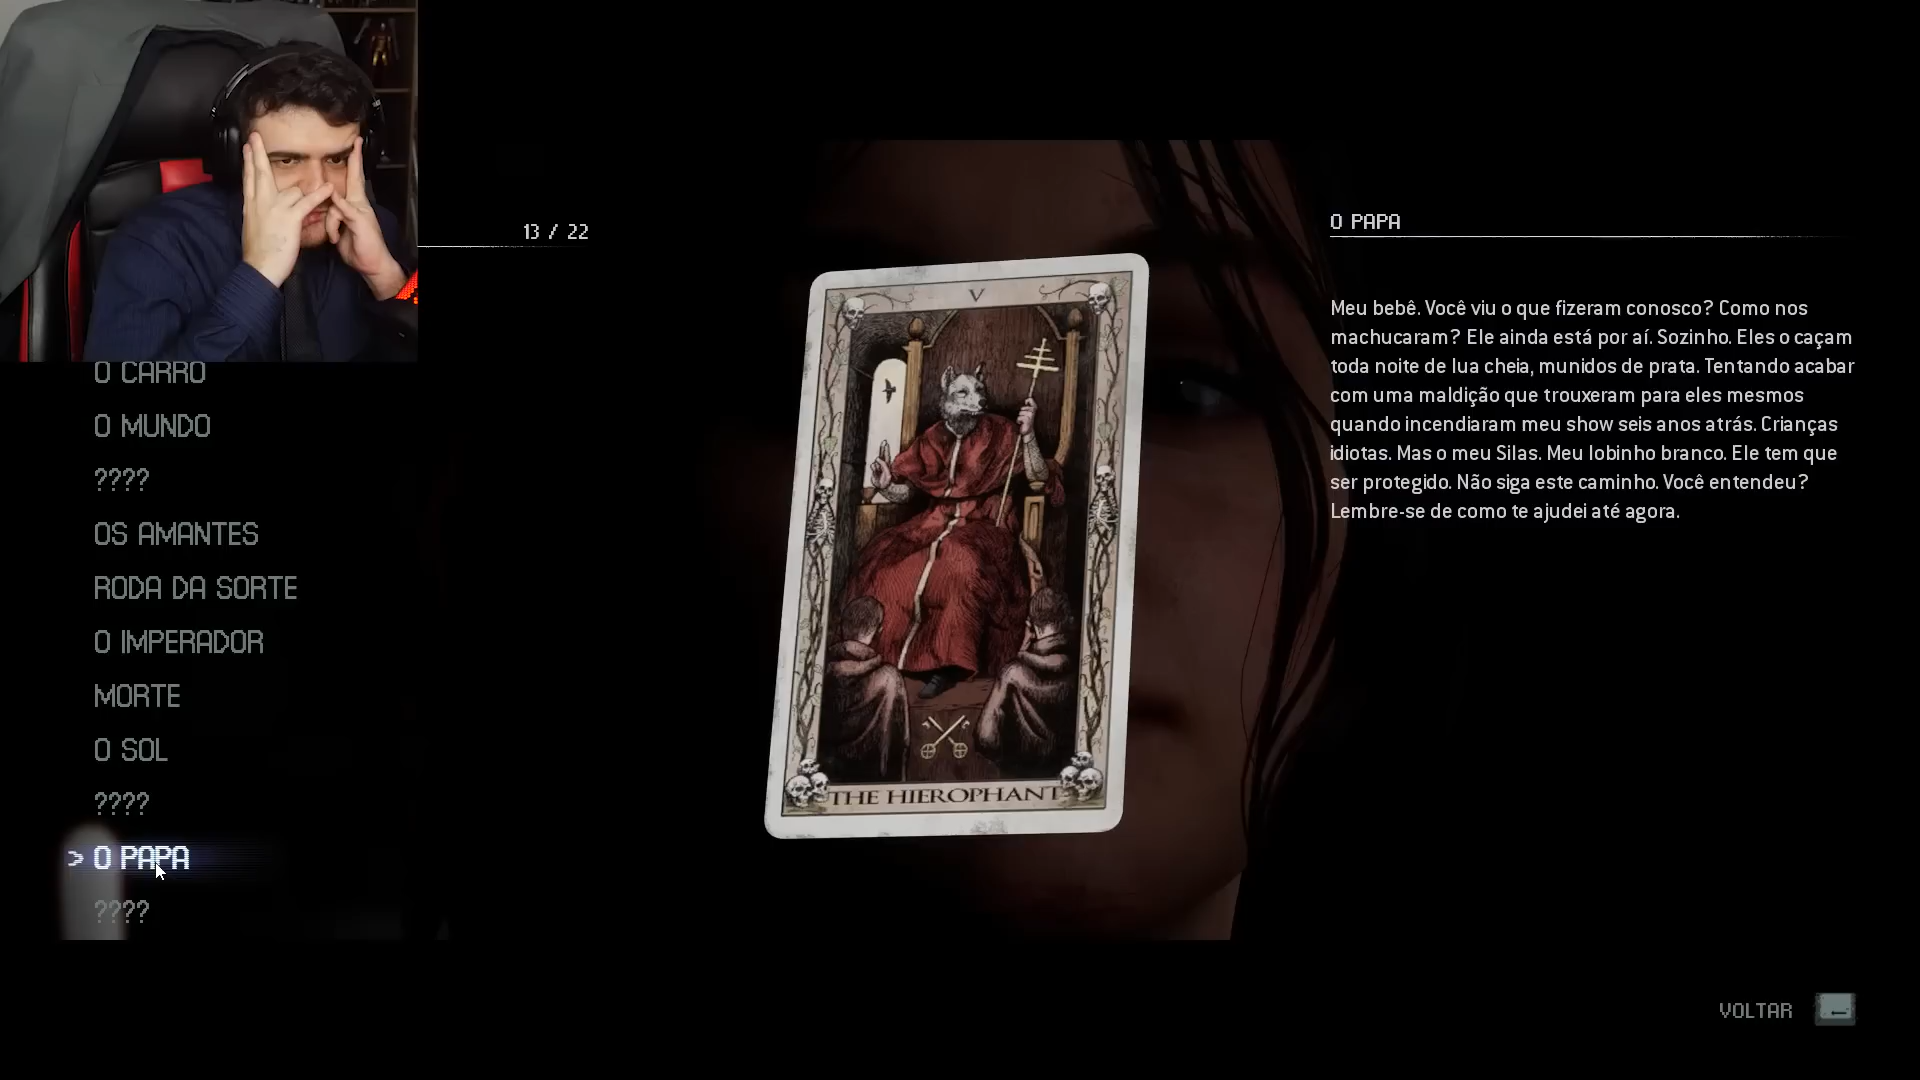 13 / 22
O CARRO
O MUNDO
????
OS AMANTES
RODA DA SORTE
O IMPERADOR
MORTE
O SOL
????
> O PAPA
????
V
THE HIEROPHANT
O PAPA
Meu bebê. Você viu o que fizeram conosco? Como nos
machucaram? Ele ainda está por aí. Sozinho. Eles o caçam
toda noite de lua cheia, munidos de prata. Tentando acabar
com uma maldição que trouxeram para eles mesmos
quando incendiaram meu show seis anos atrás. Crianças
idiotas. Mas o meu Silas. Meu lobinho branco. Ele tem que
ser protegido. Não siga este caminho. Você entendeu?
Lembre-se de como te ajudei até agora.
VOLTAR